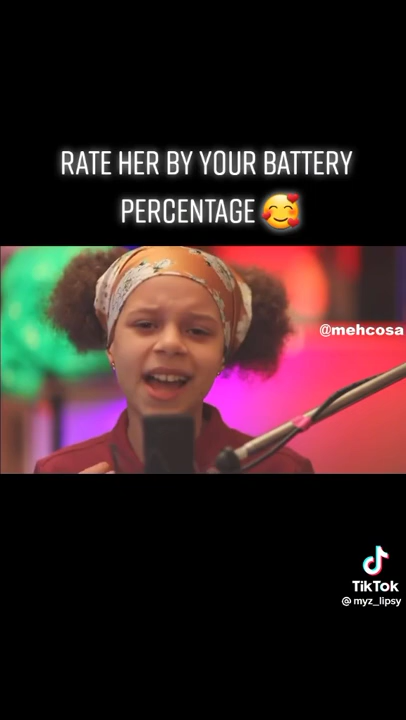 RATE HER BY YOUR BATTERY
PERCENTAGE 🥰
@mehcosa
TikTok
@myz_lipsy